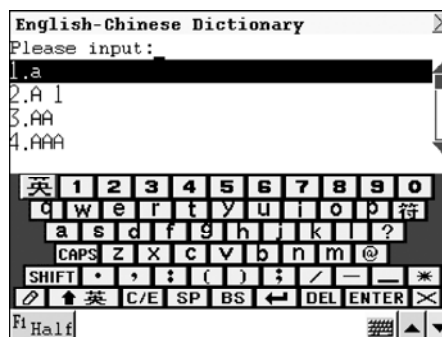 English-Chinese Dictionary
Please input:
1.a
2.A l
3.AA
4.AAA
英 1 2 3 4 5 6 7 8 9 0
q w e r t y u i o p 符
a s d f g h j k l ?
CAPS z x c v b n m @
SHIFT · , : ( ) ; / — _ *
英 C/E SP BS DEL ENTER
F1 Half